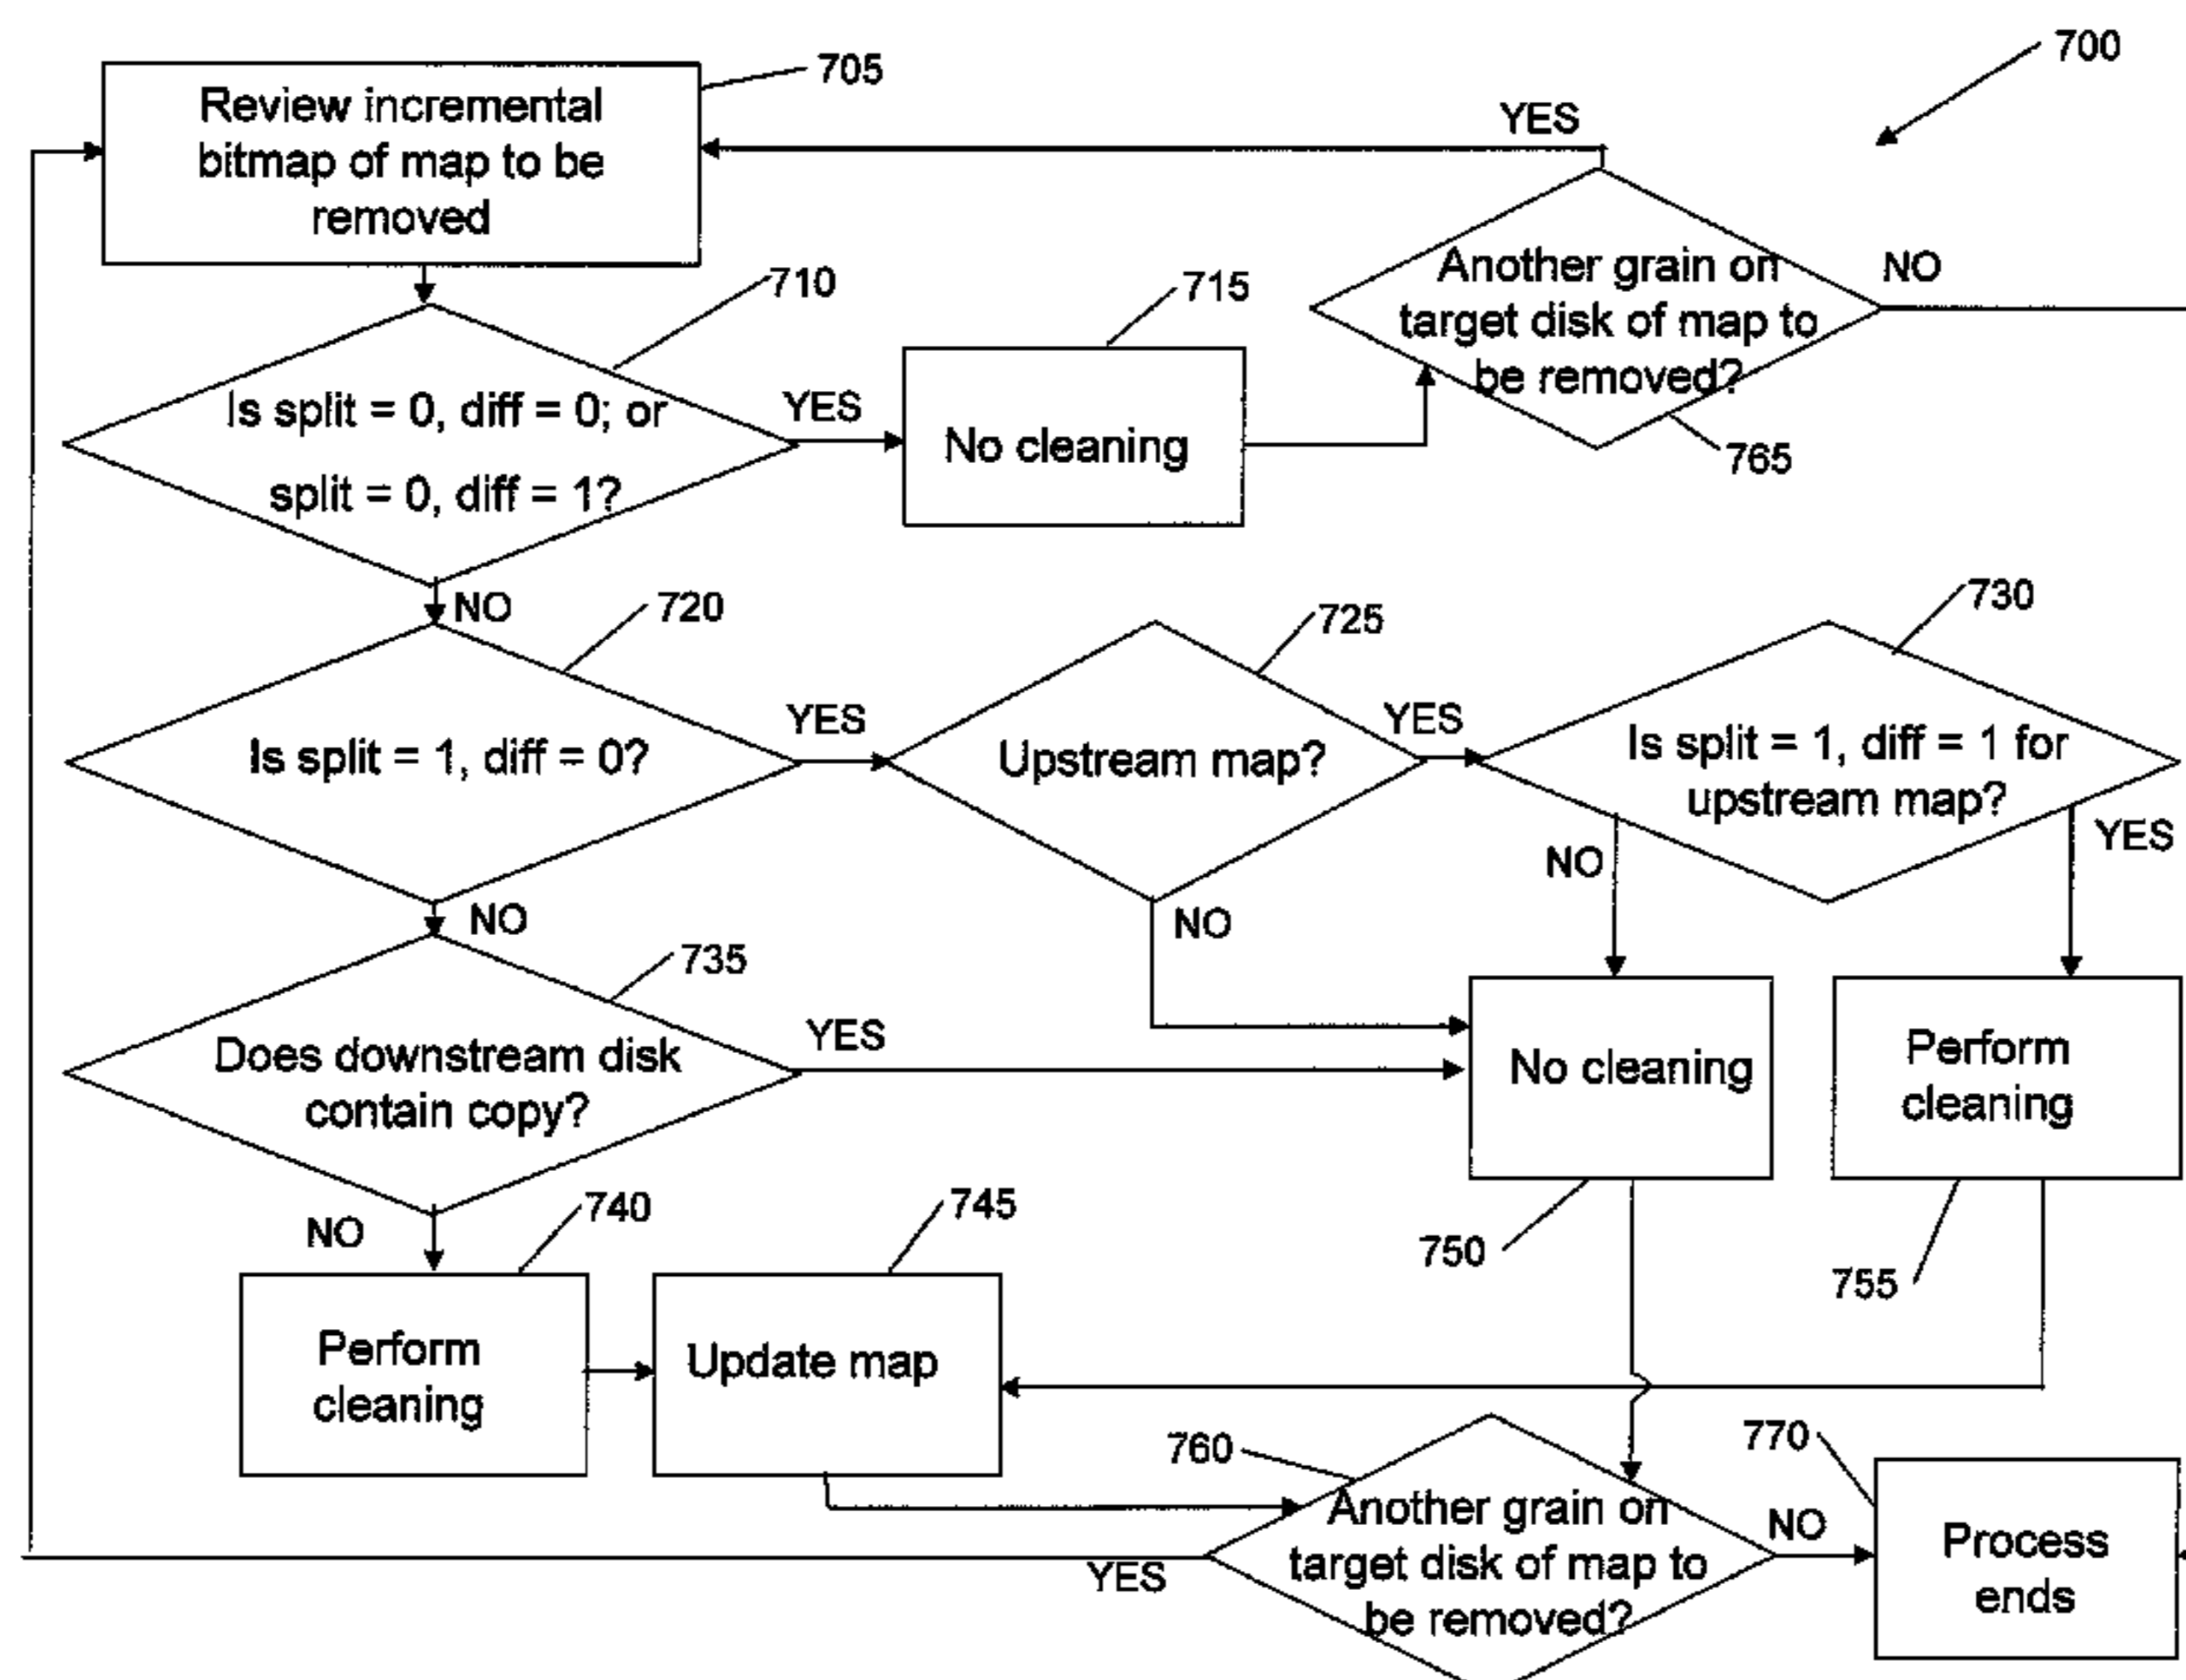 700
705
Review incremental
bitmap of map to be
removed
YES
710
Is split = 0, diff = 0; or
split = 0, diff = 1?
YES
715
No cleaning
Another grain on
target disk of map to
be removed?
NO
765
NO
720
Is split = 1, diff = 0?
YES
725
Upstream map?
YES
730
Is split = 1, diff = 1 for
upstream map?
NO
YES
NO
NO
735
Does downstream disk
contain copy?
YES
No cleaning
750
Perform
cleaning
755
NO
740
Perform
cleaning
745
Update map
760
Another grain on
target disk of map to
be removed?
YES
NO
770
Process
ends